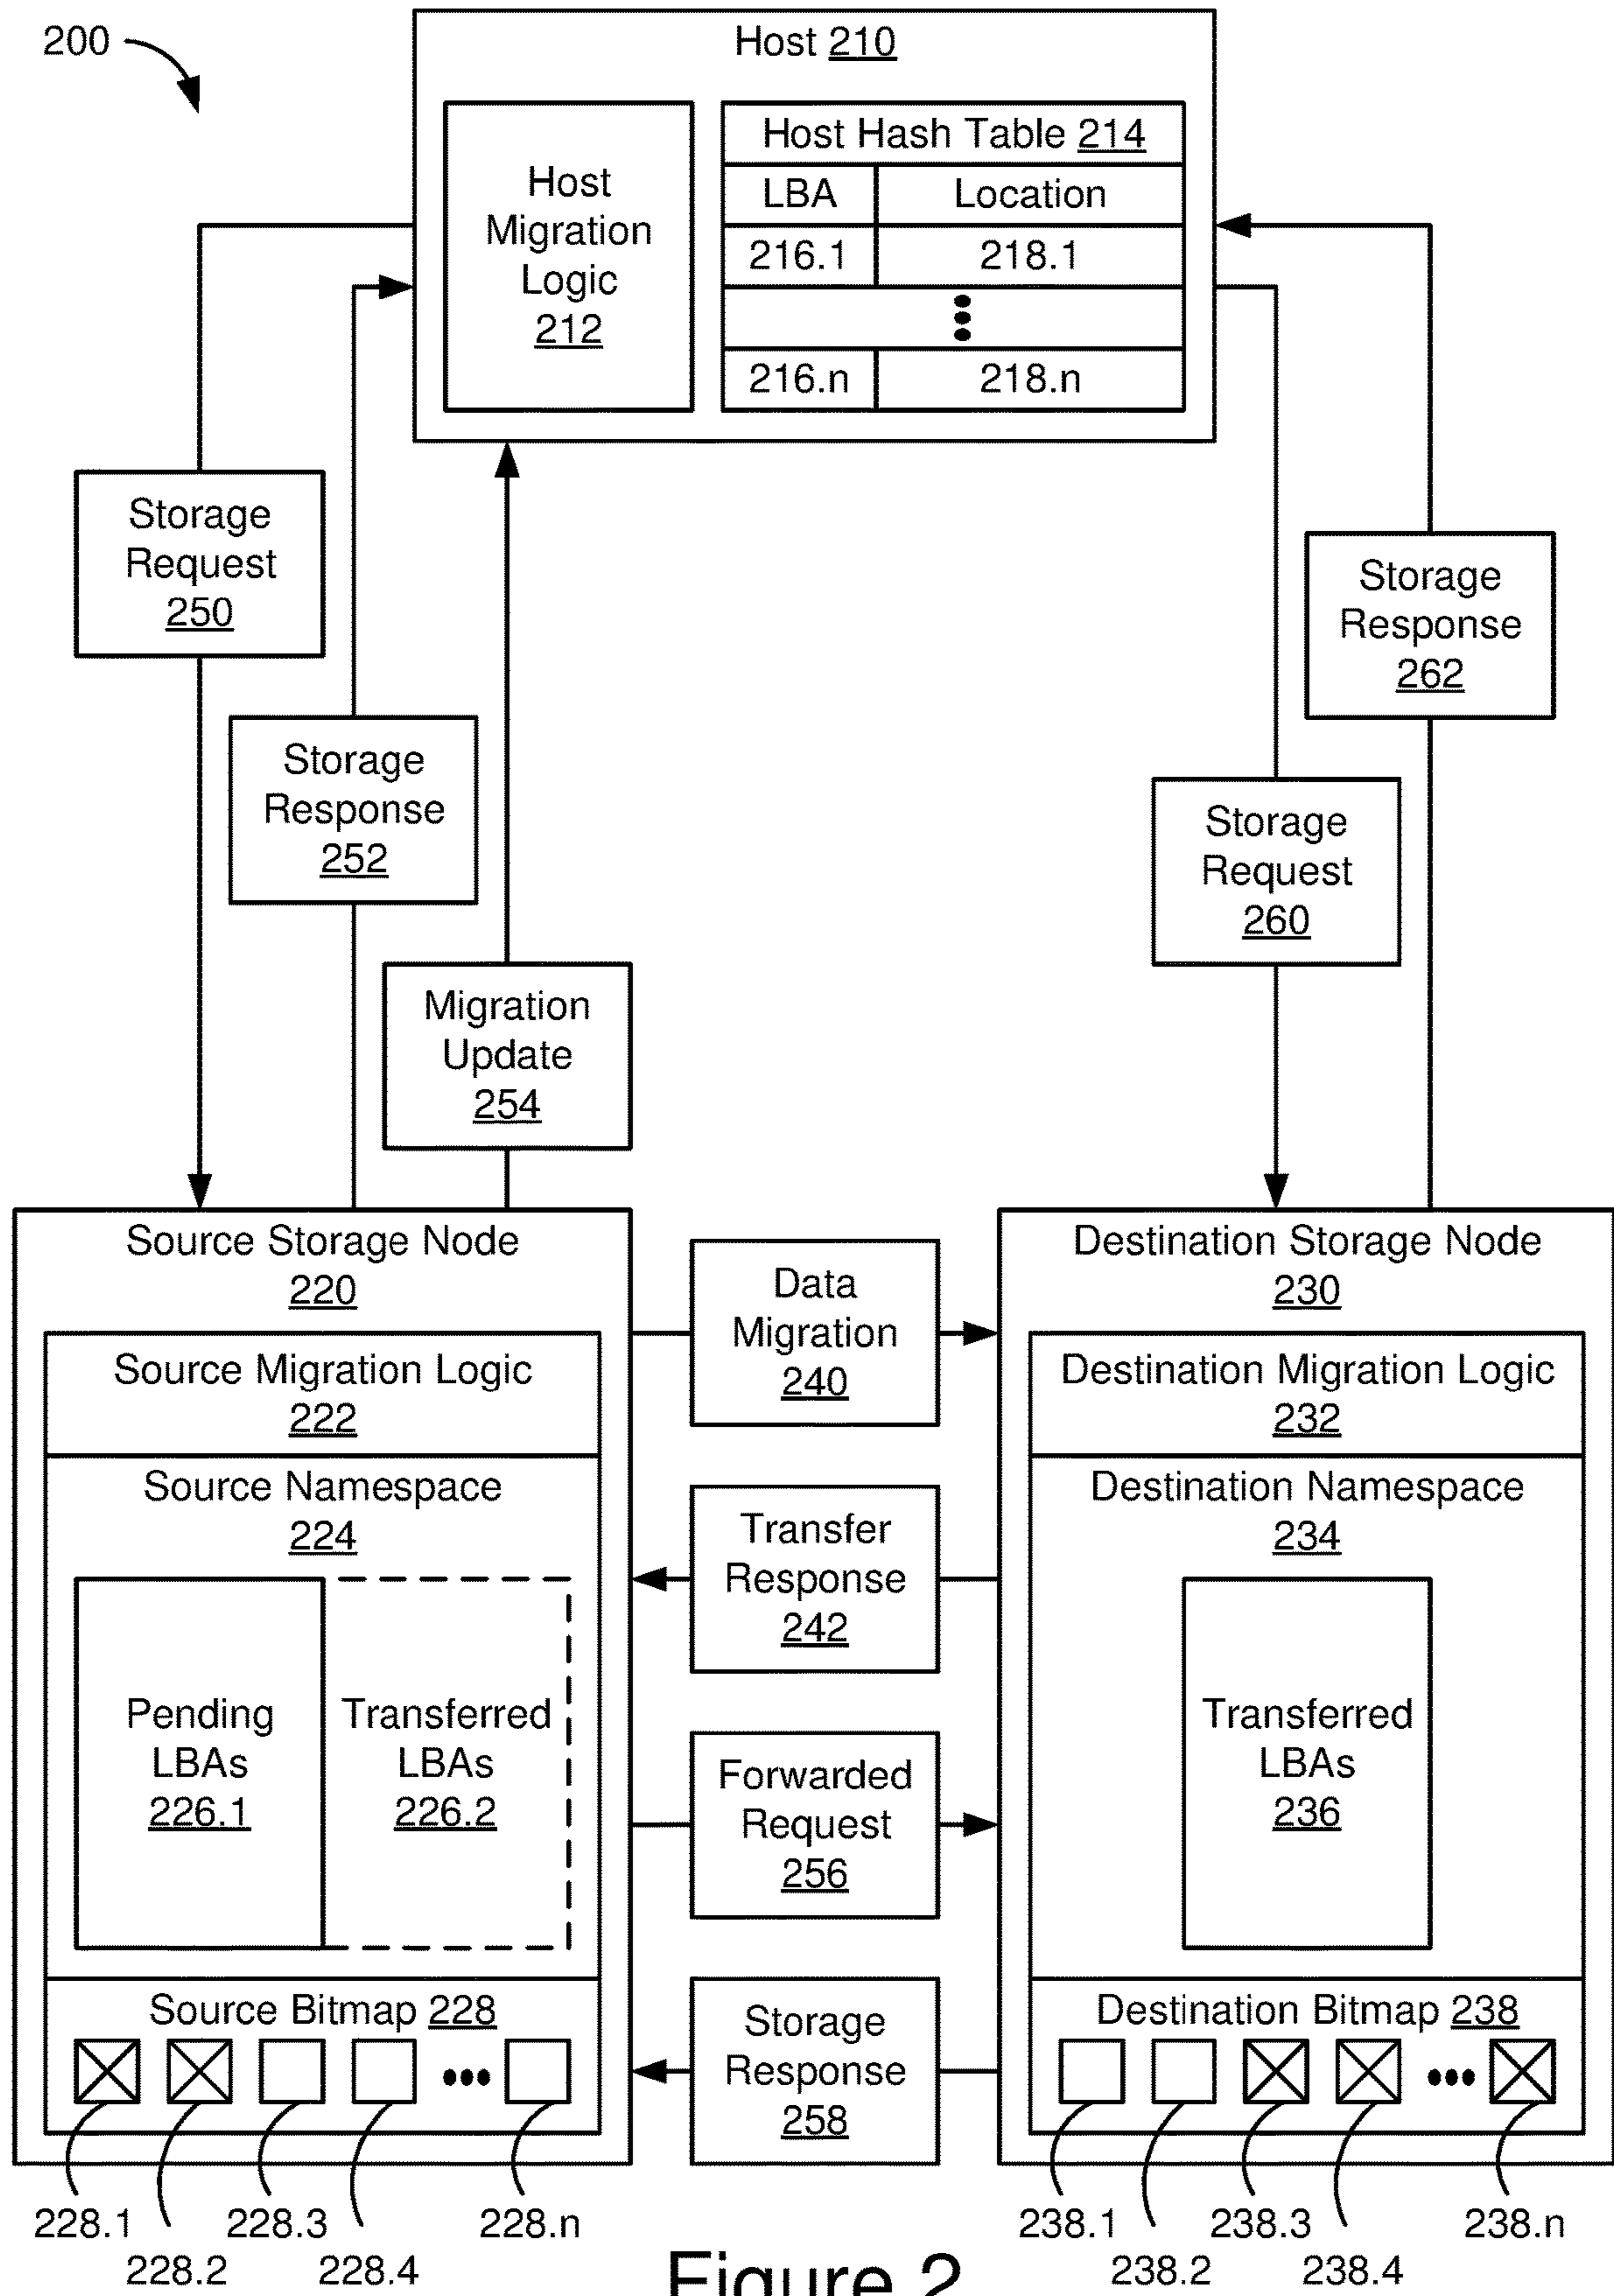 200
Host 210
Host
Migration
Logic
212
Host Hash Table 214
LBA Location
216.1 218.1
216.n 218.n
Storage
Request
250
Storage
Response
252
Migration
Update
254
Storage
Response
262
Storage
Request
260
Source Storage Node
220
Source Migration Logic
222
Source Namespace
224
Pending
LBAs
226.1
Transferred
LBAs
226.2
Source Bitmap 228
228.1
228.2
228.3
228.4
228.n
Data
Migration
240
Transfer
Response
242
Forwarded
Request
256
Storage
Response
258
Destination Storage Node
230
Destination Migration Logic
232
Destination Namespace
234
Transferred
LBAs
236
Destination Bitmap 238
238.1
238.2
238.3
238.4
238.n
Figure 2